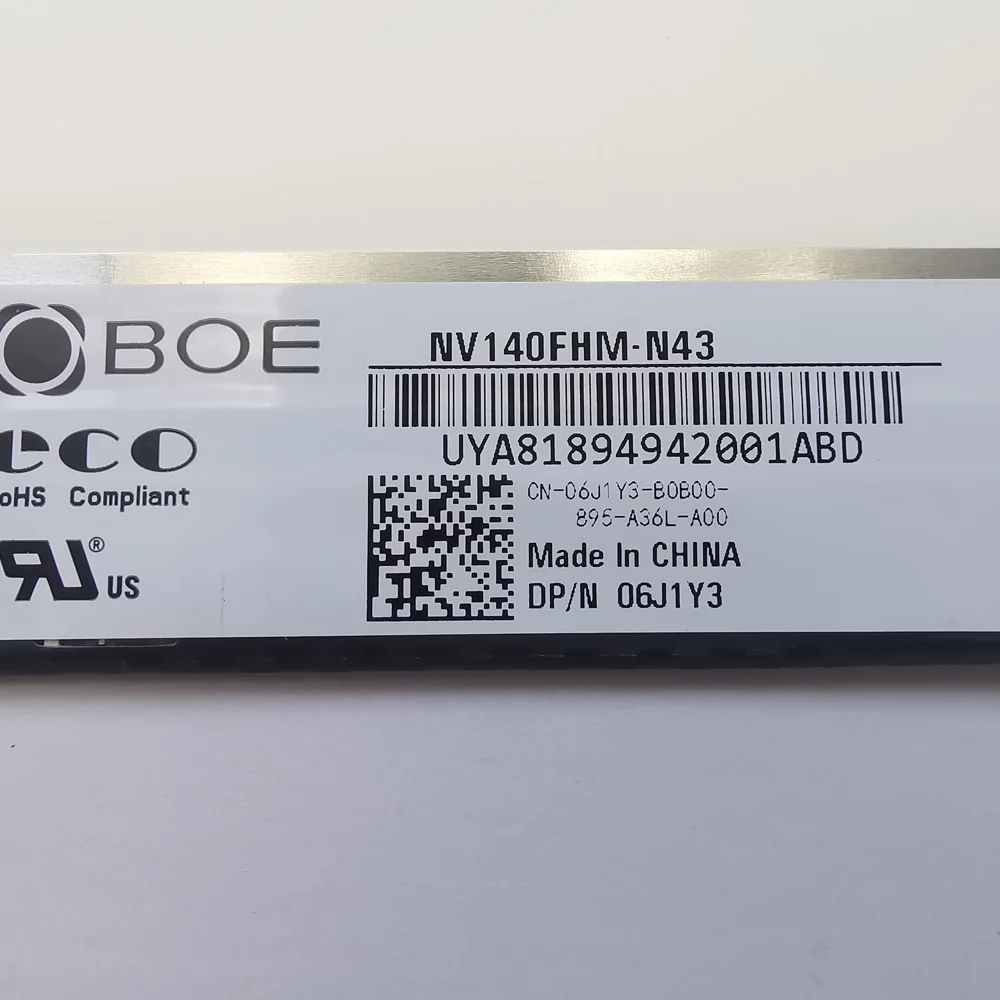 BOE
NV140FHM-N43
UYA81894942001ABD
eco
oHS Compliant
CN-06J1Y3-B0B00-
895-A36L-A00
Made In CHINA
DP/N 06J1Y3
RU® US